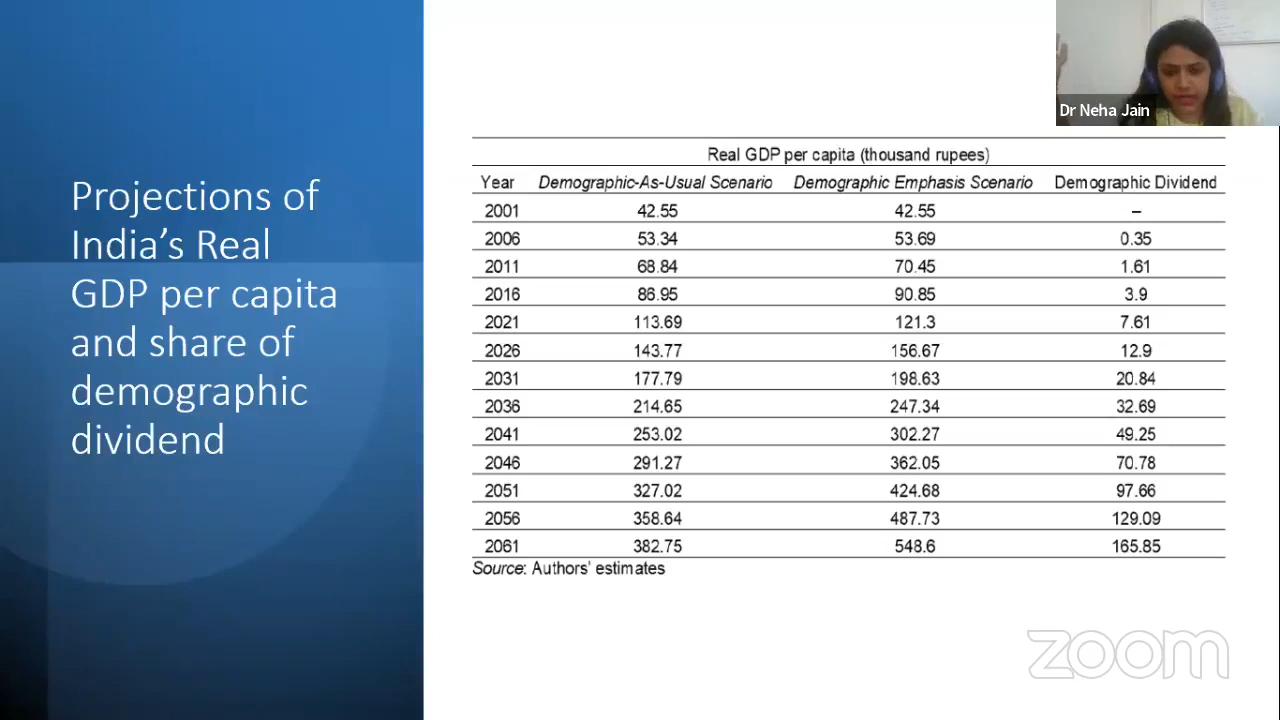 Projections of
India's Real
GDP per capita
and share of
demographic
dividend
Dr Neha Jain
Real GDP per capita (thousand rupees)
Year Demographic-As-Usual Scenario Demographic Emphasis Scenario Demographic Dividend
2001 42.55 42.55 –
2006 53.34 53.69 0.35
2011 68.84 70.45 1.61
2016 86.95 90.85 3.9
2021 113.69 121.3 7.61
2026 143.77 156.67 12.9
2031 177.79 198.63 20.84
2036 214.65 247.34 32.69
2041 253.02 302.27 49.25
2046 291.27 362.05 70.78
2051 327.02 424.68 97.66
2056 358.64 487.73 129.09
2061 382.75 548.6 165.85
Source: Authors' estimates
zoom